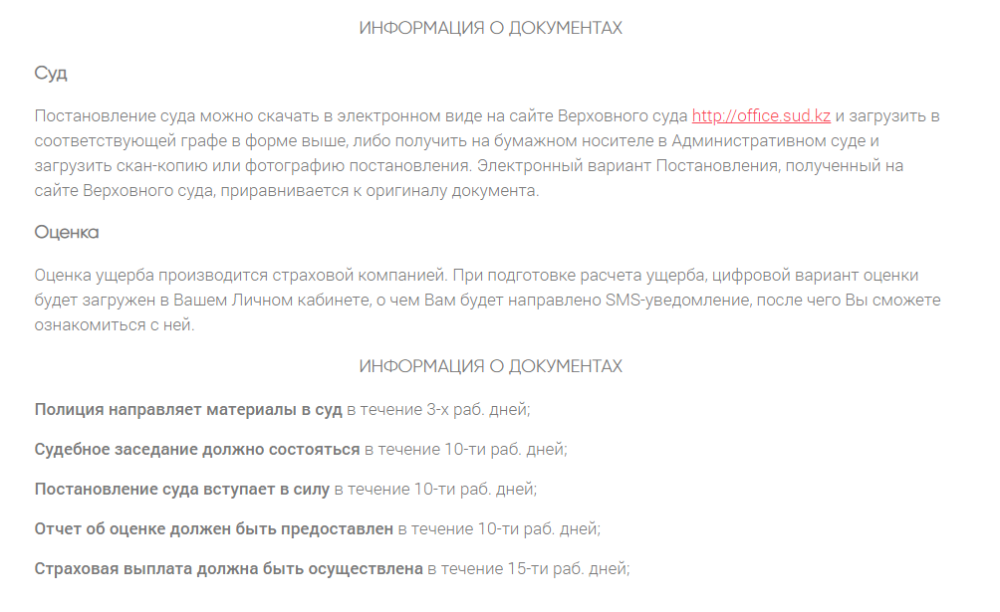 ИНФОРМАЦИЯ О ДОКУМЕНТАХ
Суд
Постановление суда можно скачать в электронном виде на сайте Верховного суда http://office.sud.kz и загрузить в
соответствующей графе в форме выше, либо получить на бумажном носителе в Административном суде и
загрузить скан-копию или фотографию постановления. Электронный вариант Постановления, полученный на
сайте Верховного суда, приравнивается к оригиналу документа.
Оценка
Оценка ущерба производится страховой компанией. При подготовке расчета ущерба, цифровой вариант оценки
будет загружен в Вашем Личном кабинете, о чем Вам будет направлено SMS-уведомление, после чего Вы сможете
ознакомиться с ней.
ИНФОРМАЦИЯ О ДОКУМЕНТАХ
Полиция направляет материалы в суд в течение 3-х раб. дней;
Судебное заседание должно состояться в течение 10-ти раб. дней;
Постановление суда вступает в силу в течение 10-ти раб. дней;
Отчет об оценке должен быть предоставлен в течение 10-ти раб. дней;
Страховая выплата должна быть осуществлена в течение 15-ти раб. дней;